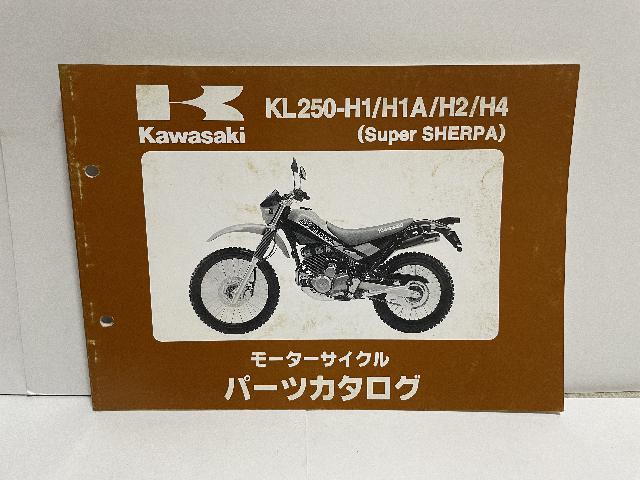 KL250-H1/H1A/H2/H4
Kawasaki
(Super SHERPA)
モーターサイクル
パーツカタログ